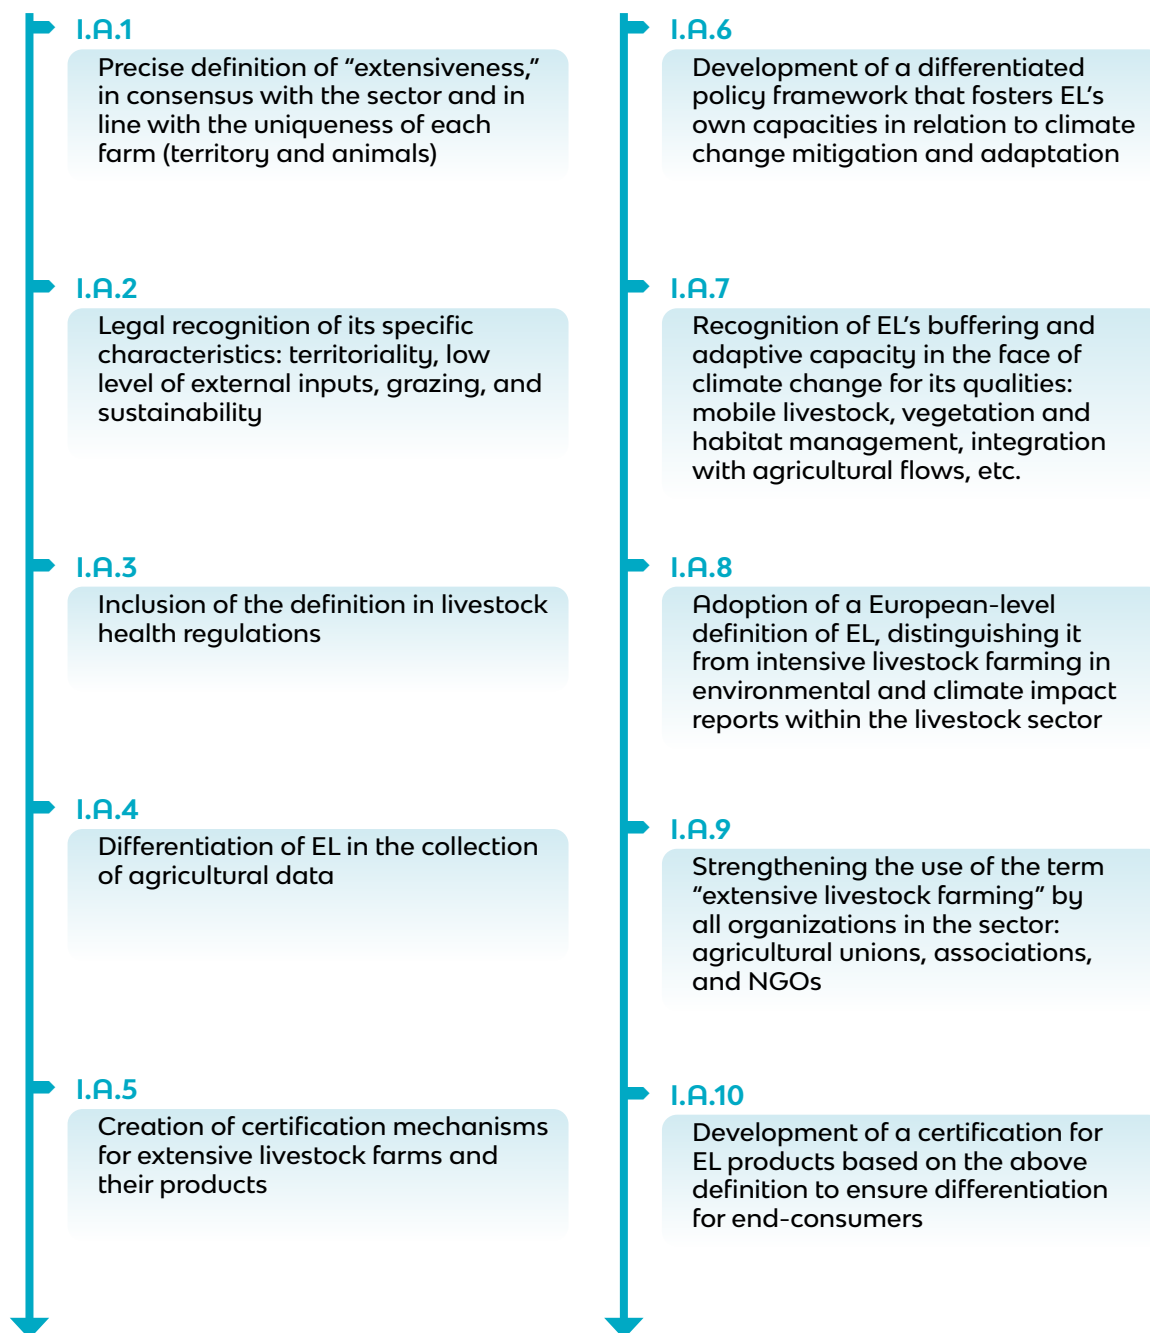 I.A.1
Precise definition of “extensiveness,”
in consensus with the sector and in
line with the uniqueness of each
farm (territory and animals)
I.A.2
Legal recognition of its specific
characteristics: territoriality, low
level of external inputs, grazing, and
sustainability
I.A.3
Inclusion of the definition in livestock
health regulations
I.A.4
Differentiation of EL in the collection
of agricultural data
I.A.5
Creation of certification mechanisms
for extensive livestock farms and
their products
I.A.6
Development of a differentiated
policy framework that fosters EL’s
own capacities in relation to climate
change mitigation and adaptation
I.A.7
Recognition of EL’s buffering and
adaptive capacity in the face of
climate change for its qualities:
mobile livestock, vegetation and
habitat management, integration
with agricultural flows, etc.
I.A.8
Adoption of a European-level
definition of EL, distinguishing it
from intensive livestock farming in
environmental and climate impact
reports within the livestock sector
I.A.9
Strengthening the use of the term
“extensive livestock farming” by
all organizations in the sector:
agricultural unions, associations,
and NGOs
I.A.10
Development of a certification for
EL products based on the above
definition to ensure differentiation
for end-consumers